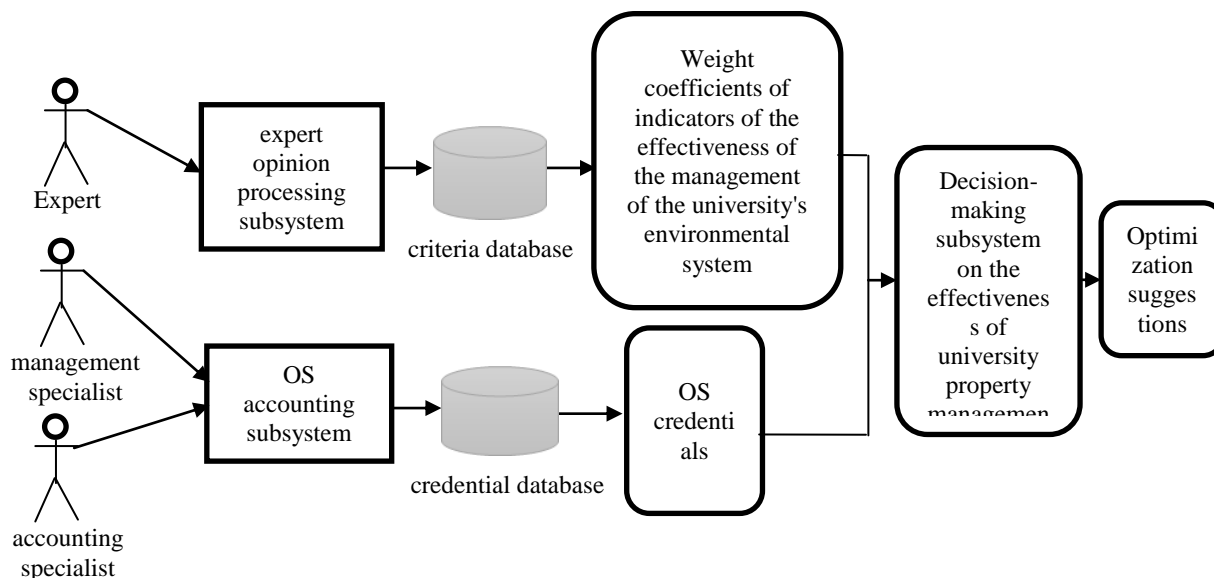 Expert
expert
opinion
processing
subsystem
criteria database
Weight
coefficients of
indicators of the
effectiveness of
the management
of the university's
environmental
system
management
specialist
accounting
specialist
OS
accounting
subsystem
credential database
OS
credenti
als
Decision-
making
subsystem
on the
effectivenes
s of
university
property
managemen
Optimi
zation
sugges
tions